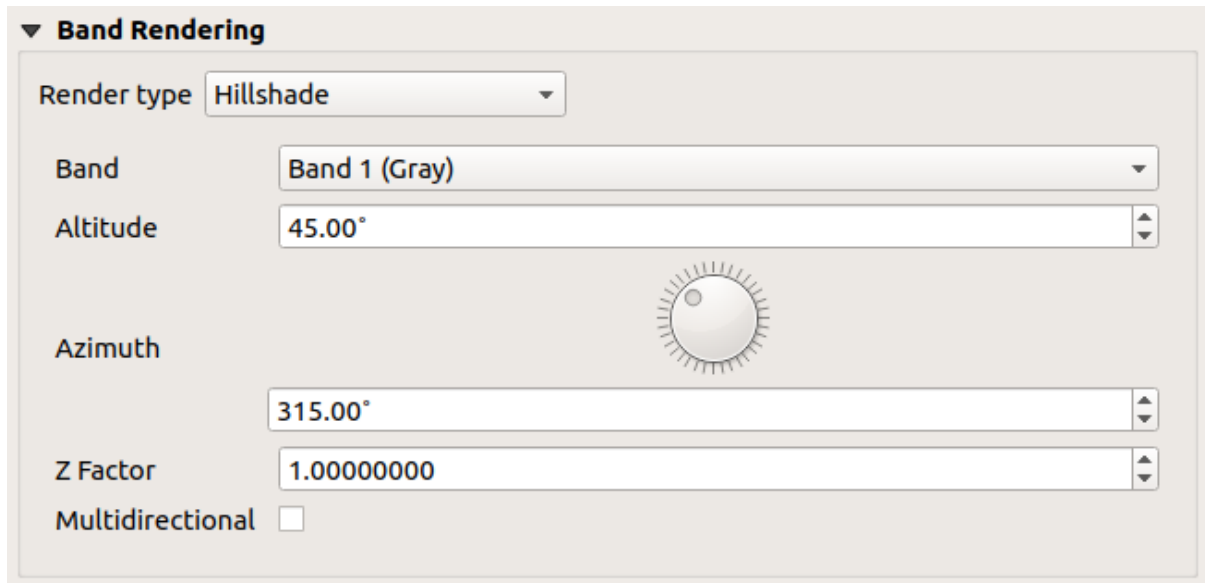 Band Rendering
Render type Hillshade
Band Band 1 (Gray)
Altitude 45.00°
Azimuth
315.00°
Z Factor 1.00000000
Multidirectional